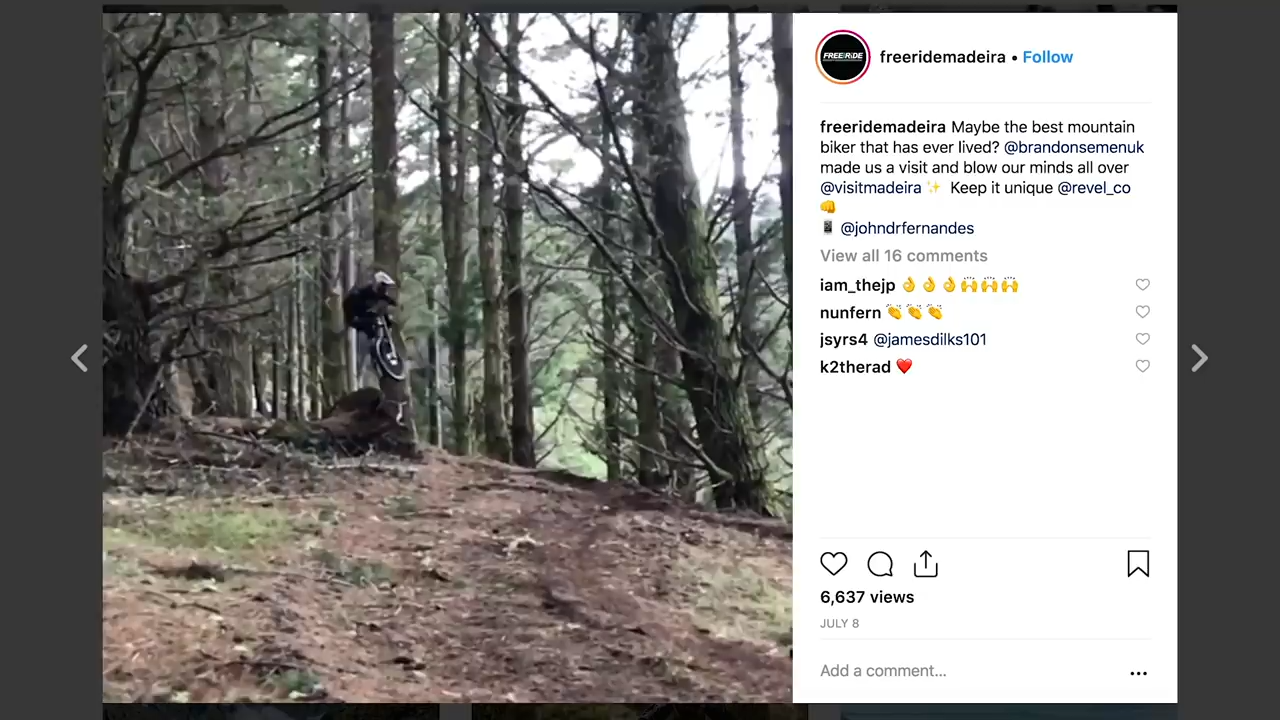 FREERIDE
freeridemadeira • Follow
freeridemadeira Maybe the best mountain
biker that has ever lived? @brandonsemenuk
made us a visit and blow our minds all over
@visitmadeira ✨ Keep it unique @revel_co
👊
📱 @johndrfernandes
View all 16 comments
iam_thejp 👌👌👌🙌🙌🙌
nunfern 👏👏👏
jsyrs4 @jamesdilks101
k2therad ❤️
6,637 views
JULY 8
Add a comment...